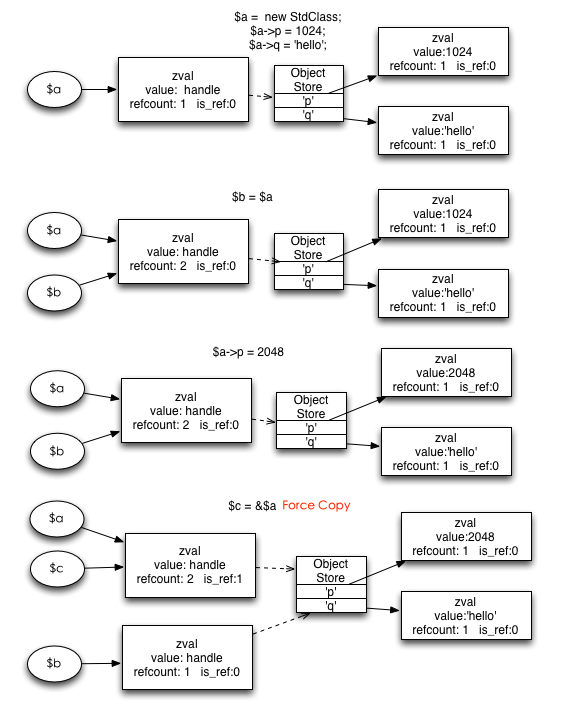 $a = new StdClass;
$a->p = 1024;
$a->q = 'hello';
$a
zval
value: handle
refcount: 1 is_ref:0
Object
Store
'p'
'q'
zval
value:1024
refcount: 1 is_ref:0
zval
value:'hello'
refcount: 1 is_ref:0
$b = $a
$a
$b
zval
value: handle
refcount: 2 is_ref:0
Object
Store
'p'
'q'
zval
value:1024
refcount: 1 is_ref:0
zval
value:'hello'
refcount: 1 is_ref:0
$a->p = 2048
$a
$b
zval
value: handle
refcount: 2 is_ref:0
Object
Store
'p'
'q'
zval
value:2048
refcount: 1 is_ref:0
zval
value:'hello'
refcount: 1 is_ref:0
$c = &$a Force Copy
$a
$c
zval
value: handle
refcount: 2 is_ref:1
Object
Store
'p'
'q'
zval
value:2048
refcount: 1 is_ref:0
zval
value:'hello'
refcount: 1 is_ref:0
$b
zval
value: handle
refcount: 1 is_ref:0